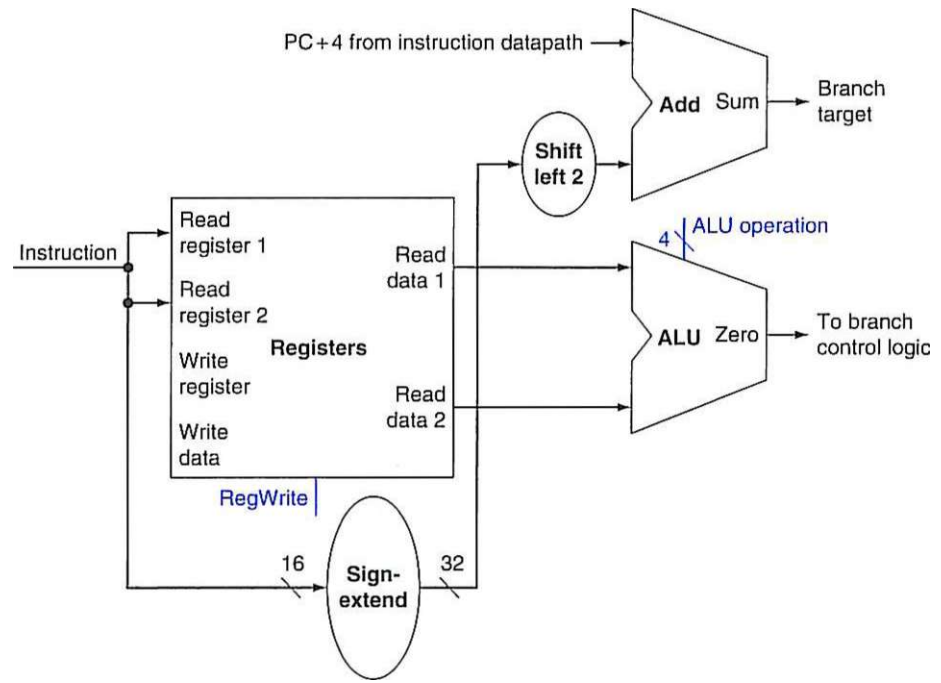 PC+4 from instruction datapath
Add Sum
Branch
target
Shift
left 2
Instruction
Read
register 1
Read
register 2
Write
register
Write
data
Registers
Read
data 1
Read
data 2
RegWrite
4
ALU operation
ALU Zero
To branch
control logic
16
Sign-
extend
32